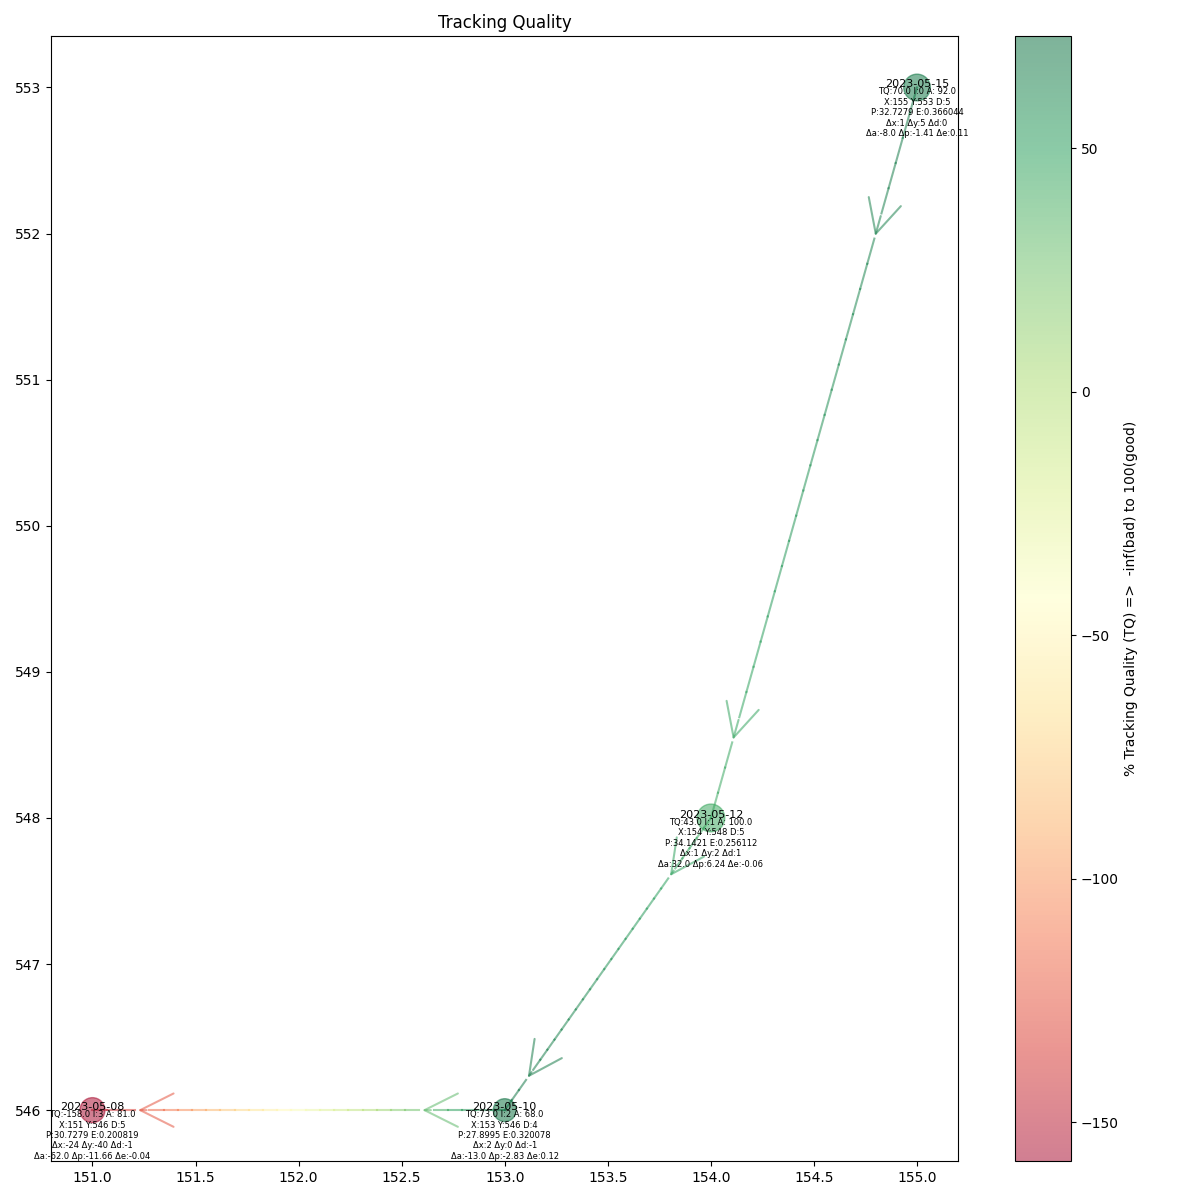 Tracking Quality
553
552
551
550
549
548
547
546
151.0
151.5
152.0
152.5
153.0
153.5
154.0
154.5
155.0
2023-05-15
TQ:70.0 I:0 A: 92.0
X:155 Y:553 D:5
P:32.7279 E:0.366044
Δx:1 Δy:5 Δd:0
Δa:-8.0 Δp:-1.41 Δe:0.11
2023-05-12
TQ:43.0 I:1 A: 100.0
X:154 Y:548 D:5
P:34.1421 E:0.256112
Δx:1 Δy:2 Δd:1
Δa:32.0 Δp:6.24 Δe:-0.06
2023-05-10
TQ:73.0 I:2 A: 68.0
X:153 Y:546 D:4
P:27.8995 E:0.320078
Δx:2 Δy:0 Δd:-1
Δa:-13.0 Δp:-2.83 Δe:0.12
2023-05-08
TQ:-158.0 I:3 A: 81.0
X:151 Y:546 D:5
P:30.7279 E:0.200819
Δx:-24 Δy:-40 Δd:-1
Δa:-62.0 Δp:-11.66 Δe:-0.04
50
0
−50
−100
−150
% Tracking Quality (TQ) => -inf(bad) to 100(good)